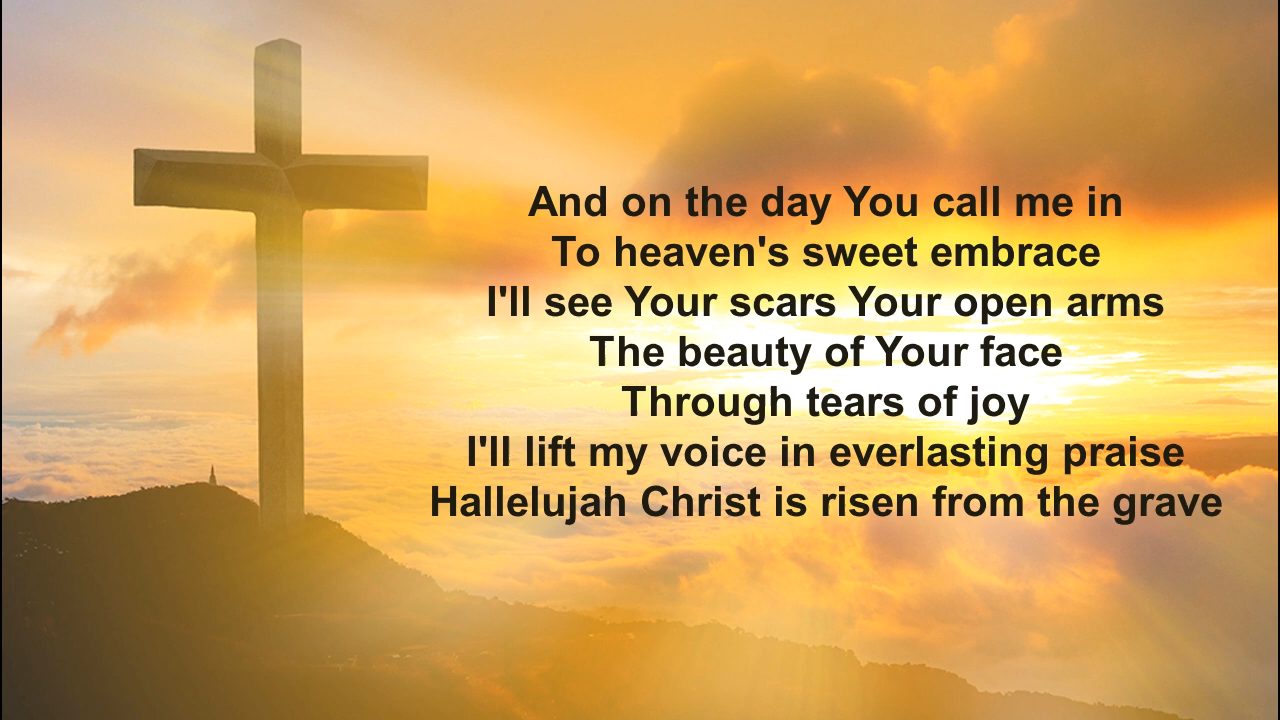 And on the day You call me in
To heaven's sweet embrace
I'll see Your scars Your open arms
The beauty of Your face
Through tears of joy
I'll lift my voice in everlasting praise
Hallelujah Christ is risen from the grave